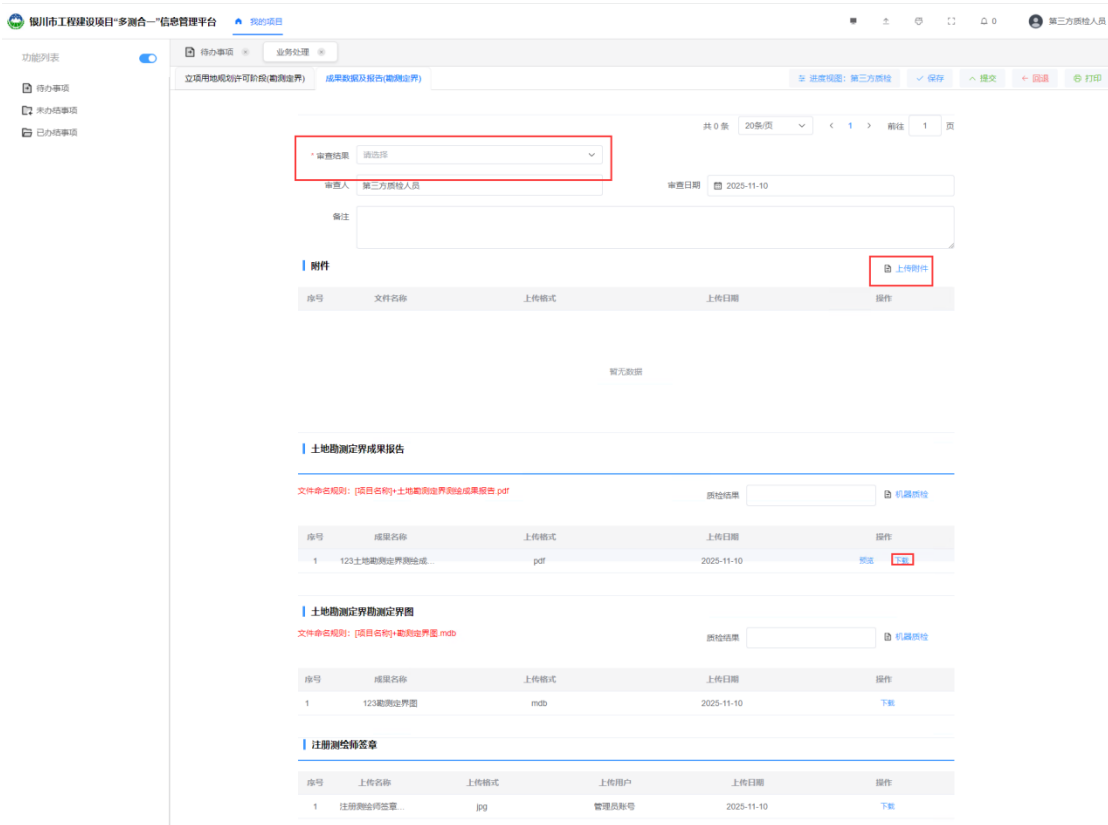 银川市工程建设项目“多测合一”信息管理平台 我的项目 0 第三方质检人员
功能列表 待办事项 业务处理
立项用地规划许可阶段(勘测定界) 成果数据及报告(勘测定界) 进度视图：第三方质检 保存 提交 回退 打印
待办事项
未办结事项
已办结事项
共 0 条 20条/页 1 前往 1 页
* 审查结果 请选择
审查人 第三方质检人员 审查日期 2025-11-10
备注
附件 上传附件
序号 文件名称 上传格式 上传日期 操作
暂无数据
土地勘测定界成果报告
文件命名规则：[项目名称]+土地勘测定界测绘成果报告.pdf 质检结果 机器质检
序号 成果名称 上传格式 上传日期 操作
1 123土地勘测定界测绘成... pdf 2025-11-10 预览 下载
土地勘测定界勘测定界图
文件命名规则：[项目名称]+勘测定界图.mdb 质检结果 机器质检
序号 成果名称 上传格式 上传日期 操作
1 123勘测定界图 mdb 2025-11-10 下载
注册测绘师签章
序号 上传名称 上传格式 上传用户 上传日期 操作
1 注册测绘师签章... jpg 管理员账号 2025-11-10 下载